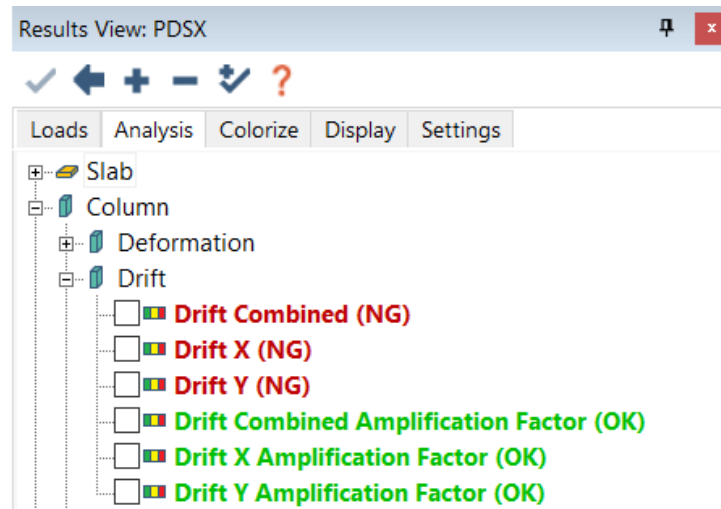 Results View: PDSX
Loads Analysis Colorize Display Settings
Slab
Column
Deformation
Drift
Drift Combined (NG)
Drift X (NG)
Drift Y (NG)
Drift Combined Amplification Factor (OK)
Drift X Amplification Factor (OK)
Drift Y Amplification Factor (OK)